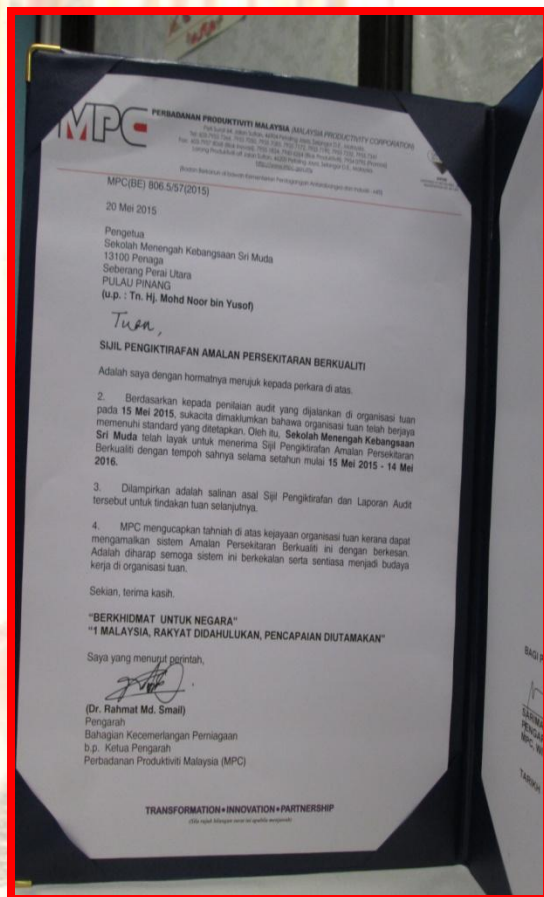 MPC
PERBADANAN PRODUKTIVITI MALAYSIA (MALAYSIA PRODUCTIVITY CORPORATION)
MPC(BE) 806.5/57(2015)
20 Mei 2015
Pengetua
Sekolah Menengah Kebangsaan Sri Muda
13100 Penaga
Seberang Perai Utara
PULAU PINANG
(u.p. : Tn. Hj. Mohd Noor bin Yusof)
Tuan,
SIJIL PENGIKTIRAFAN AMALAN PERSEKITARAN BERKUALITI
Adalah saya dengan hormatnya merujuk kepada perkara di atas.
2. Berdasarkan kepada penilaian audit yang dijalankan di organisasi tuan
pada 15 Mei 2015, sukacita dimaklumkan bahawa organisasi tuan telah berjaya
memenuhi standard yang ditetapkan. Oleh itu, Sekolah Menengah Kebangsaan
Sri Muda telah layak untuk menerima Sijil Pengiktirafan Amalan Persekitaran
Berkualiti dengan tempoh sahnya selama setahun mulai 15 Mei 2015 - 14 Mei
2016.
3. Dilampirkan adalah salinan asal Sijil Pengiktirafan dan Laporan Audit
tersebut untuk tindakan tuan selanjutnya.
4. MPC mengucapkan tahniah di atas kejayaan organisasi tuan kerana dapat
mengamalkan sistem Amalan Persekitaran Berkualiti ini dengan berkesan.
Adalah diharap semoga sistem ini berkekalan serta sentiasa menjadi budaya
kerja di organisasi tuan.
Sekian, terima kasih.
"BERKHIDMAT UNTUK NEGARA"
"1 MALAYSIA, RAKYAT DIDAHULUKAN, PENCAPAIAN DIUTAMAKAN"
Saya yang menurut perintah,
(Dr. Rahmat Md. Smail)
Pengarah
Bahagian Kecemerlangan Perniagaan
b.p. Ketua Pengarah
Perbadanan Produktiviti Malaysia (MPC)
TRANSFORMATION•INNOVATION•PARTNERSHIP
BAGI P
TARIKH